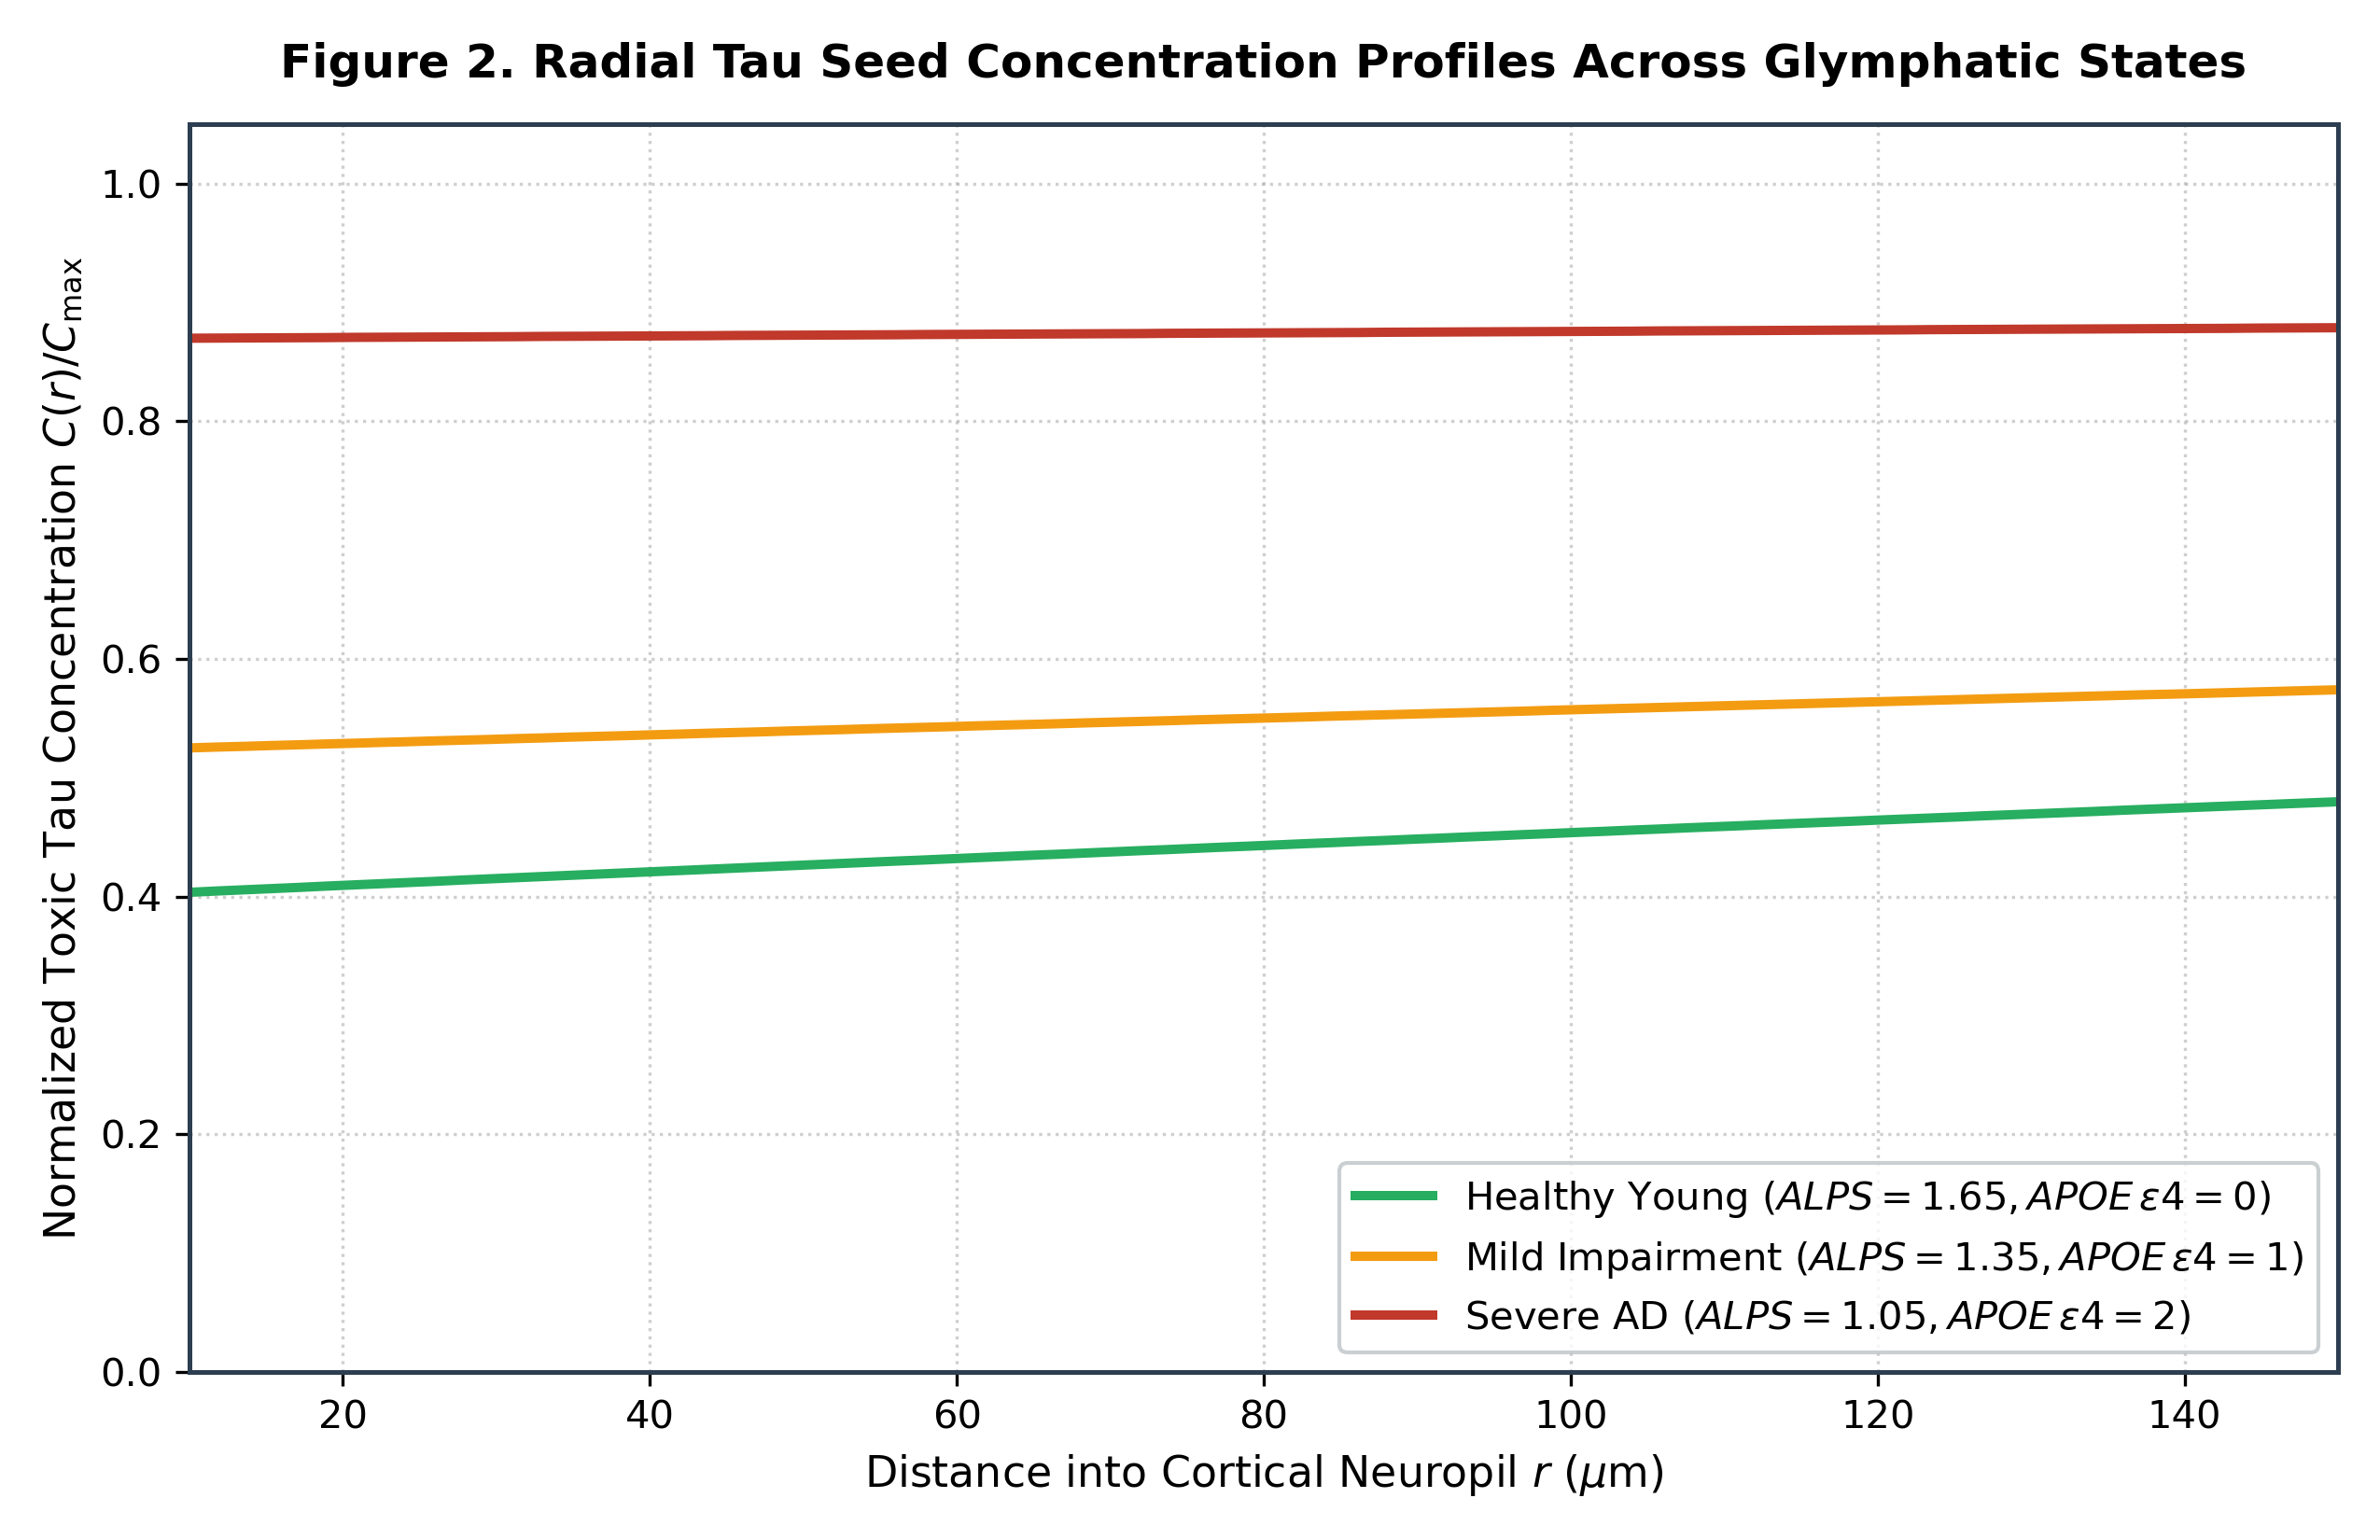 Figure 2. Radial Tau Seed Concentration Profiles Across Glymphatic States
Normalized Toxic Tau Concentration C(r)/Cmax
1.0
0.8
0.6
0.4
0.2
0.0
20 40 60 80 100 120 140
Distance into Cortical Neuropil r (μm)
Healthy Young (ALPS = 1.65, APOE ε4 = 0)
Mild Impairment (ALPS = 1.35, APOE ε4 = 1)
Severe AD (ALPS = 1.05, APOE ε4 = 2)